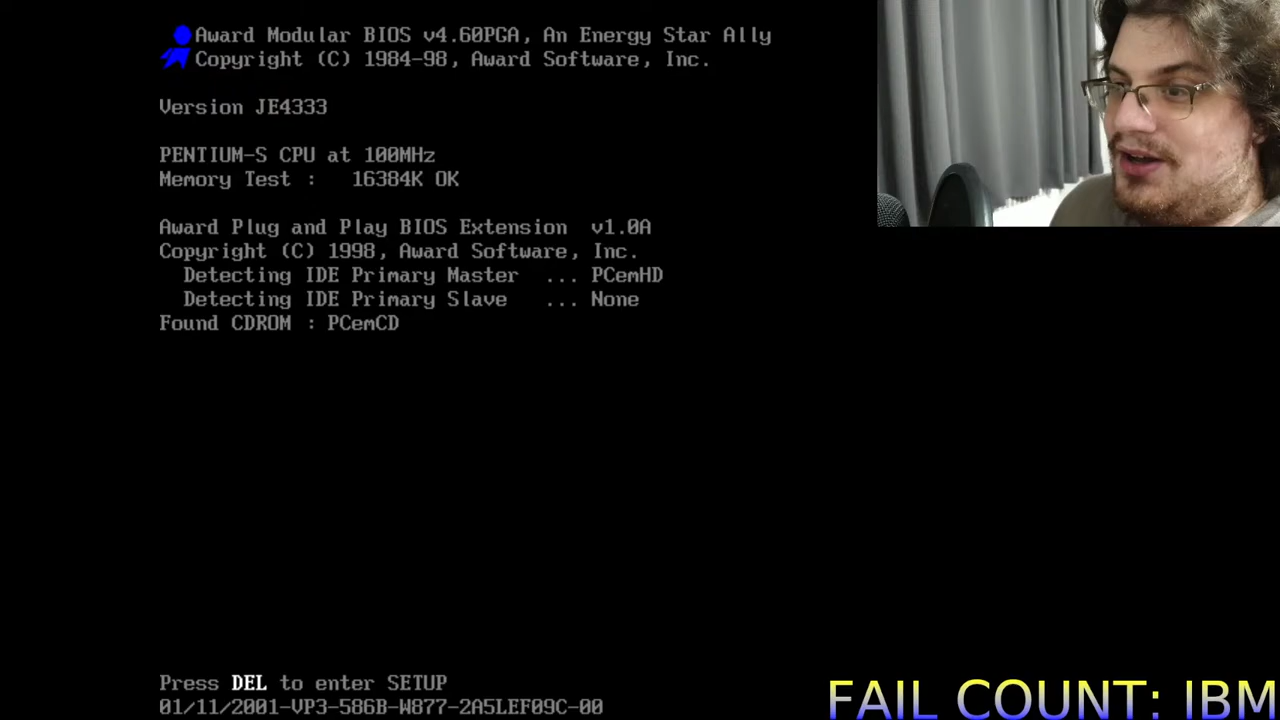 Award Modular BIOS v4.60PGA, An Energy Star Ally
Copyright (C) 1984-98, Award Software, Inc.
Version JE4333
PENTIUM-S CPU at 100MHz
Memory Test :   16384K OK
Award Plug and Play BIOS Extension  v1.0A
Copyright (C) 1998, Award Software, Inc.
Detecting IDE Primary Master  ... PCemHD
Detecting IDE Primary Slave   ... None
Found CDROM : PCemCD
Press DEL to enter SETUP
01/11/2001-VP3-586B-W877-2A5LEF09C-00
FAIL COUNT: IBM